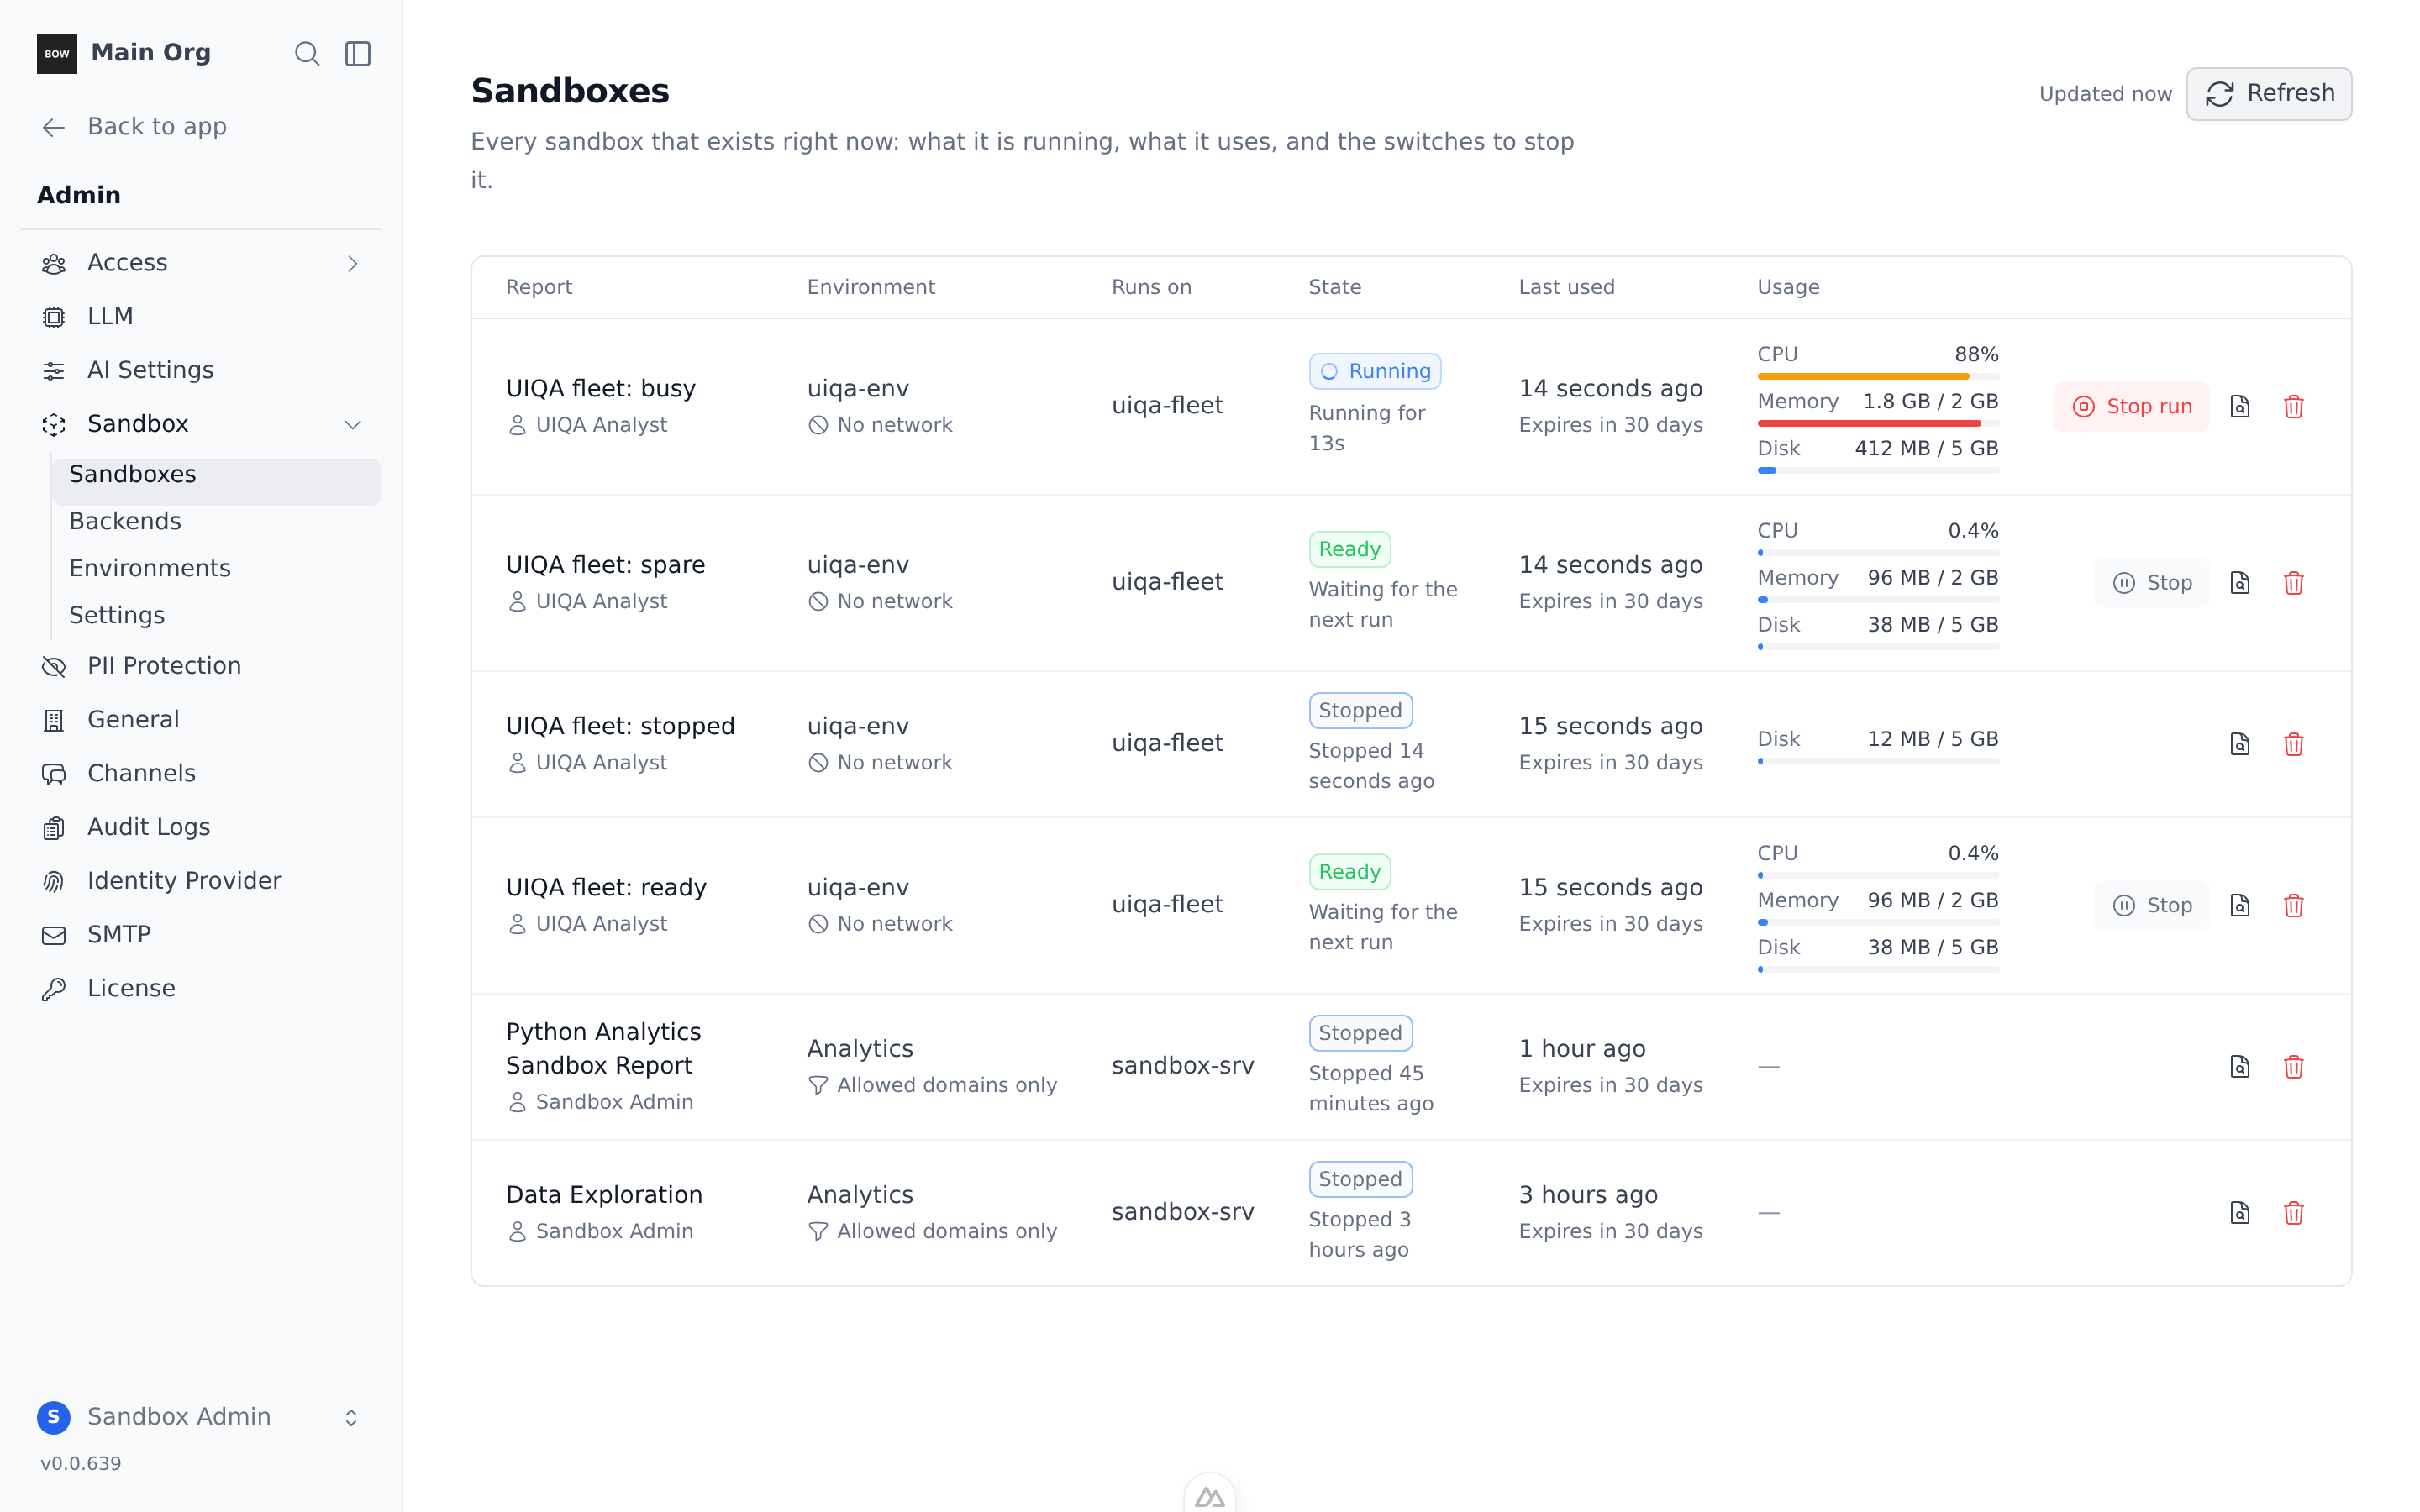 BOW
Main Org
Back to app
Admin
Access
LLM
AI Settings
Sandbox
Sandboxes
Backends
Environments
Settings
PII Protection
General
Channels
Audit Logs
Identity Provider
SMTP
License
S
Sandbox Admin
v0.0.639
Sandboxes
Updated now
Refresh
Every sandbox that exists right now: what it is running, what it uses, and the switches to stop
it.
Report Environment Runs on State Last used Usage
UIQA fleet: busy
UIQA Analyst
uiqa-env
No network
uiqa-fleet
Running
Running for
13s
14 seconds ago
Expires in 30 days
CPU 88%
Memory 1.8 GB / 2 GB
Disk 412 MB / 5 GB
Stop run
UIQA fleet: spare
UIQA Analyst
uiqa-env
No network
uiqa-fleet
Ready
Waiting for the
next run
14 seconds ago
Expires in 30 days
CPU 0.4%
Memory 96 MB / 2 GB
Disk 38 MB / 5 GB
Stop
UIQA fleet: stopped
UIQA Analyst
uiqa-env
No network
uiqa-fleet
Stopped
Stopped 14
seconds ago
15 seconds ago
Expires in 30 days
Disk 12 MB / 5 GB
UIQA fleet: ready
UIQA Analyst
uiqa-env
No network
uiqa-fleet
Ready
Waiting for the
next run
15 seconds ago
Expires in 30 days
CPU 0.4%
Memory 96 MB / 2 GB
Disk 38 MB / 5 GB
Stop
Python Analytics
Sandbox Report
Sandbox Admin
Analytics
Allowed domains only
sandbox-srv
Stopped
Stopped 45
minutes ago
1 hour ago
Expires in 30 days
—
Data Exploration
Sandbox Admin
Analytics
Allowed domains only
sandbox-srv
Stopped
Stopped 3
hours ago
3 hours ago
Expires in 30 days
—